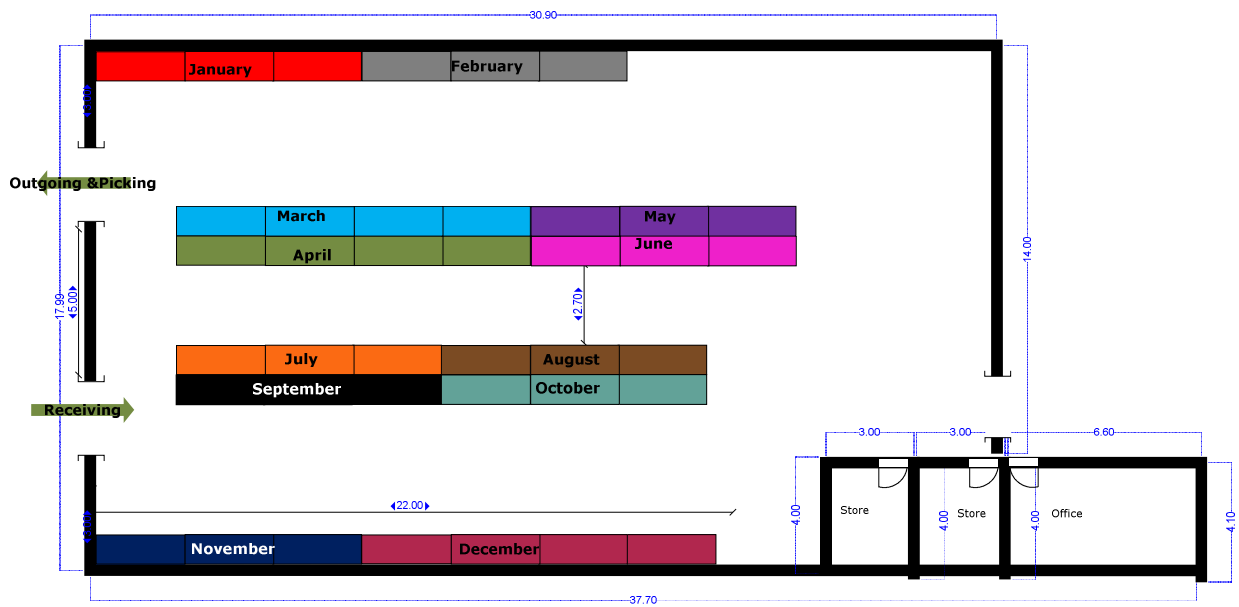 30.90
January
February
3.00
Outgoing &Picking
March
May
April
June
14.00
17.99
5.00
2.70
July
August
September
October
Receiving
3.00
3.00
6.60
22.00
4.00
Store
4.00
Store
4.00
Office
4.10
3.00
November
December
37.70